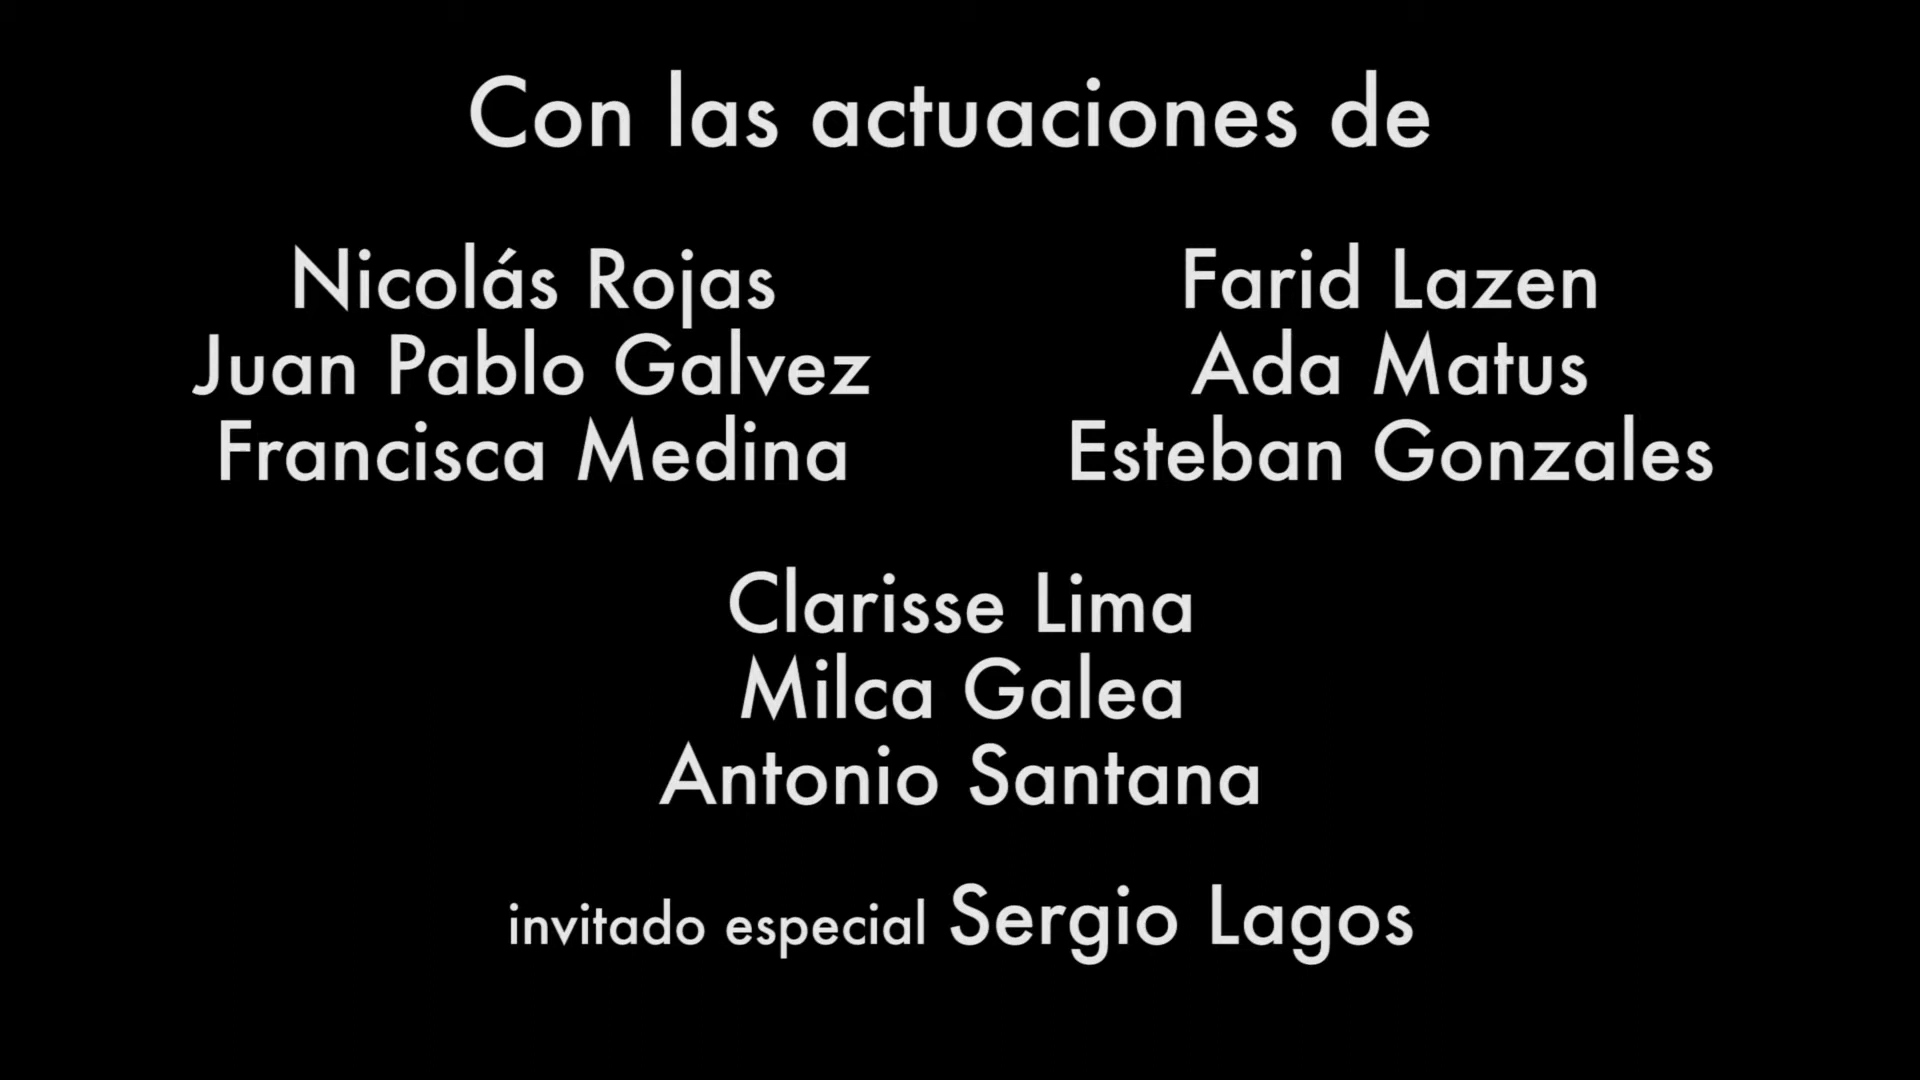 Con las actuaciones de
Nicolás Rojas
Juan Pablo Galvez
Francisca Medina
Farid Lazen
Ada Matus
Esteban Gonzales
Clarisse Lima
Milca Galea
Antonio Santana
invitado especial Sergio Lagos